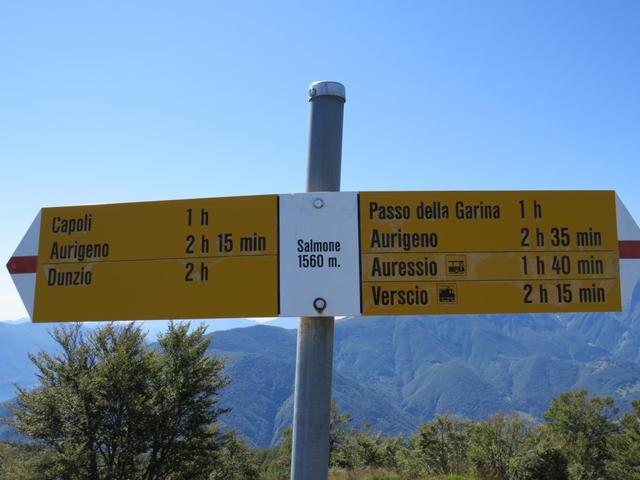 Capoli 1 h
Aurigeno 2 h 15 min
Dunzio 2 h
Salmone
1560 m.
Passo della Garina 1 h
Aurigeno 2 h 35 min
Auressio 1 h 40 min
Verscio 2 h 15 min